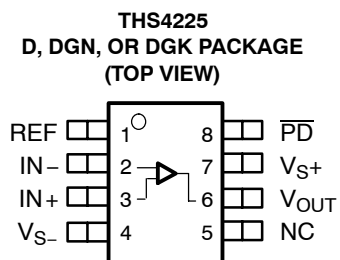 THS4225
D, DGN, OR DGK PACKAGE
(TOP VIEW)
REF 1 8 P̅D̅
IN− 2 7 VS+
IN+ 3 6 VOUT
VS− 4 5 NC